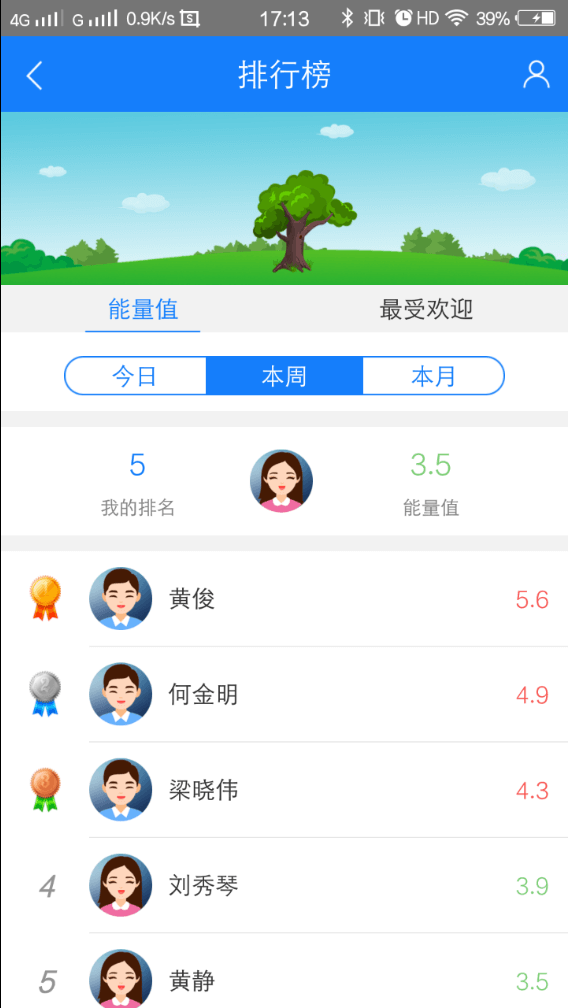 4G G 0.9K/s 17:13 HD 39%
排行榜
能量值 最受欢迎
今日 本周 本月
5 3.5
我的排名 能量值
1 黄俊 5.6
2 何金明 4.9
3 梁晓伟 4.3
4 刘秀琴 3.9
5 黄静 3.5